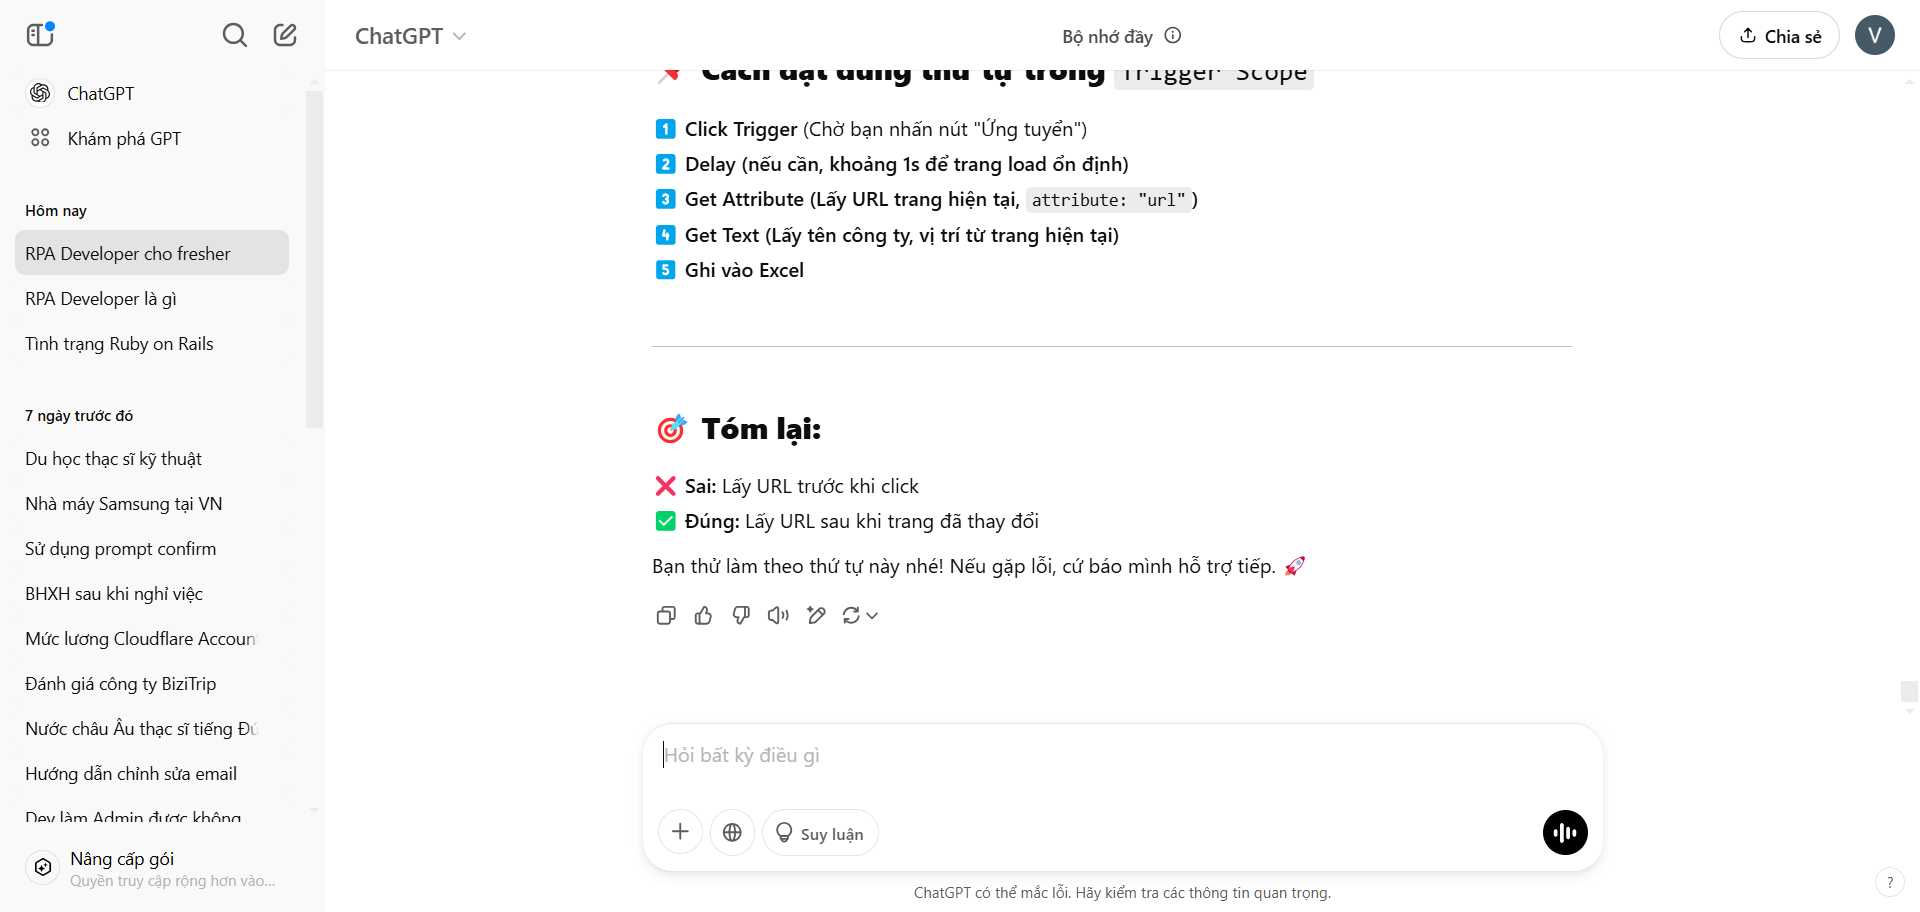 ChatGPT
Khám phá GPT
Hôm nay
RPA Developer cho fresher
RPA Developer là gì
Tình trạng Ruby on Rails
7 ngày trước đó
Du học thạc sĩ kỹ thuật
Nhà máy Samsung tại VN
Sử dụng prompt confirm
BHXH sau khi nghỉ việc
Mức lương Cloudflare Accoun
Đánh giá công ty BiziTrip
Nước châu Âu thạc sĩ tiếng Đứ
Hướng dẫn chỉnh sửa email
Dev làm Admin được không
Nâng cấp gói
Quyền truy cập rộng hơn vào...
ChatGPT
Bộ nhớ đầy
Chia sẻ
V
Cách đặt đúng thứ tự trong Trigger Scope
1 Click Trigger (Chờ bạn nhấn nút "Ứng tuyển")
2 Delay (nếu cần, khoảng 1s để trang load ổn định)
3 Get Attribute (Lấy URL trang hiện tại, attribute: "url")
4 Get Text (Lấy tên công ty, vị trí từ trang hiện tại)
5 Ghi vào Excel
Tóm lại:
Sai: Lấy URL trước khi click
Đúng: Lấy URL sau khi trang đã thay đổi
Bạn thử làm theo thứ tự này nhé! Nếu gặp lỗi, cứ báo mình hỗ trợ tiếp.
Hỏi bất kỳ điều gì
Suy luận
ChatGPT có thể mắc lỗi. Hãy kiểm tra các thông tin quan trọng.
?